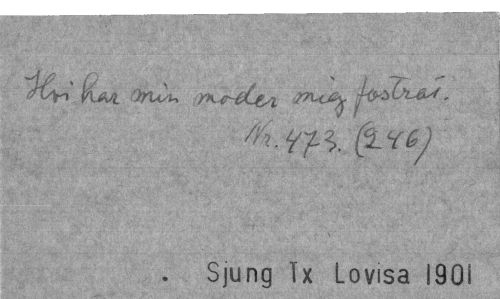 Hvi har min moder mig fostrat.
Nr. 473. (246)
. Sjung Tx Lovisa 1901